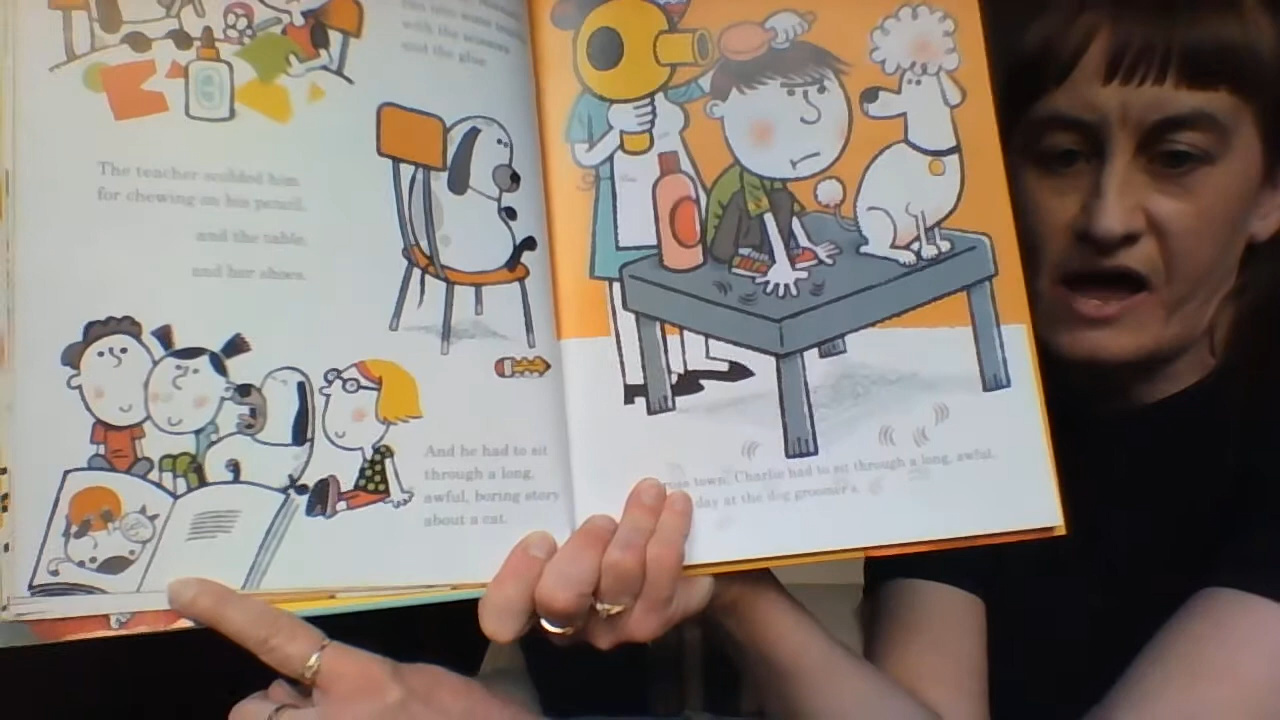 with the scissors
and the glue
The teacher scolded him
for chewing on his pencil.
and the table.
and her shoes.
And he had to sit
through a long,
awful, boring story
about a cat.
town, Charlie had to sit through a long, awful,
day at the dog groomer's.